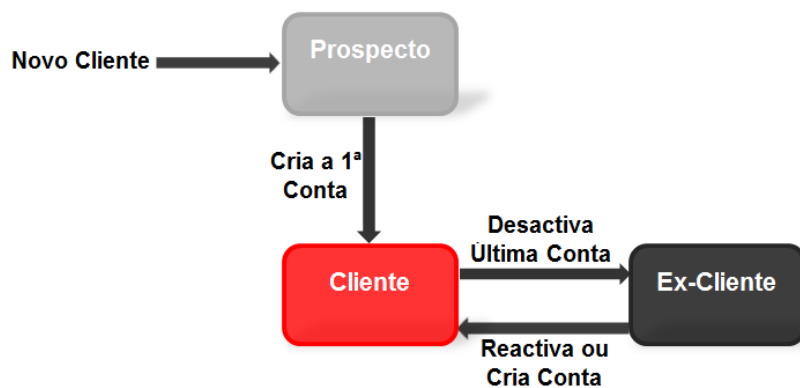 Prospecto
Novo Cliente
Cria a 1ª
Conta
Desactiva
Última Conta
Cliente
Ex-Cliente
Reactiva ou
Cria Conta